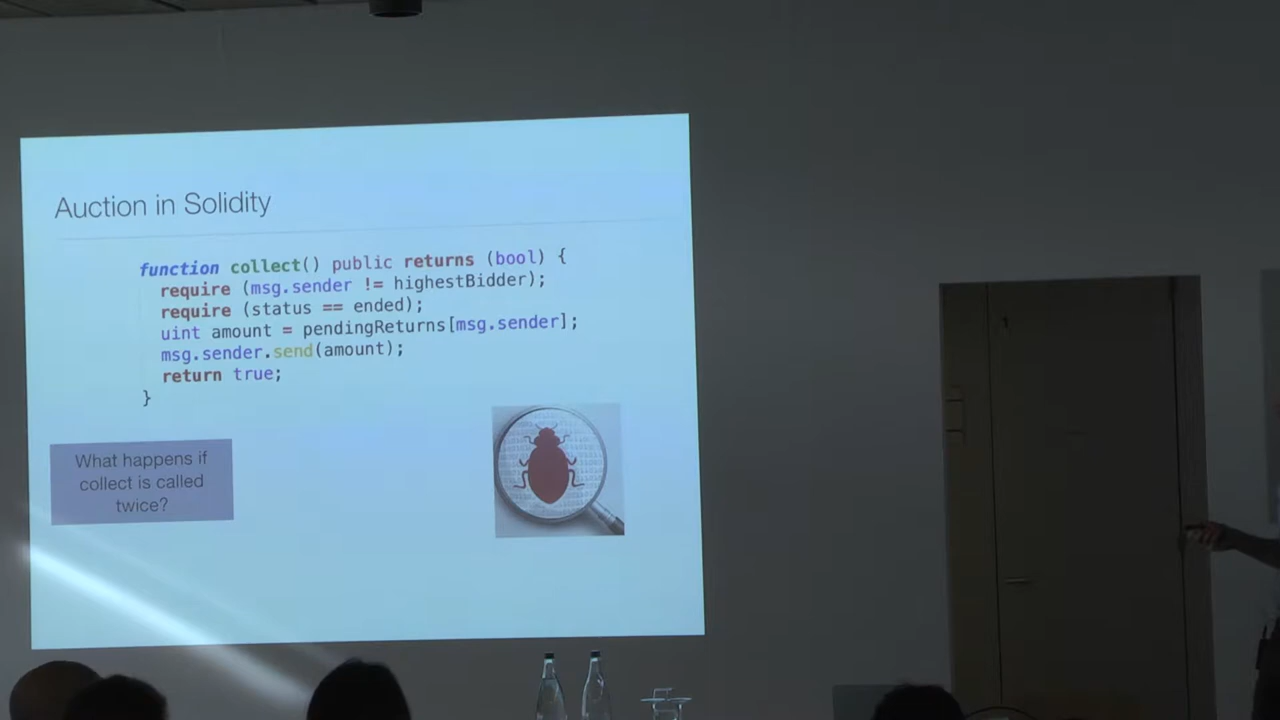 Auction in Solidity
function collect() public returns (bool) {
require (msg.sender != highestBidder);
require (status == ended);
uint amount = pendingReturns[msg.sender];
msg.sender.send(amount);
return true;
}
What happens if
collect is called
twice?